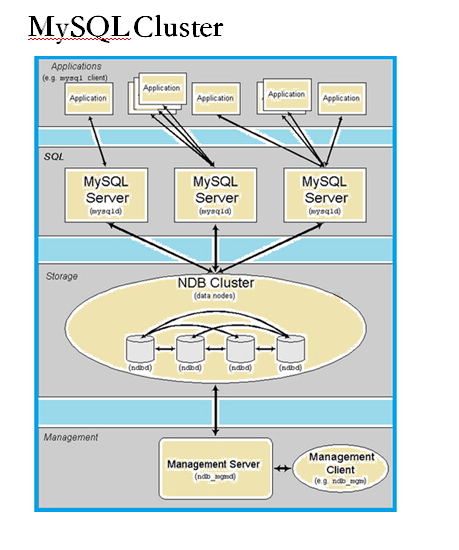 MySQL Cluster
Applications
(e.g. mysql client)
Application
Application
Application
Application
Application
SQL
MySQL
Server
(mysqld)
MySQL
Server
(mysqld)
MySQL
Server
(mysqld)
Storage
NDB Cluster
(data nodes)
(ndbd)
(ndbd)
(ndbd)
(ndbd)
Management
Management Server
(ndb_mgmd)
Management
Client
(e.g. ndb_mgm)